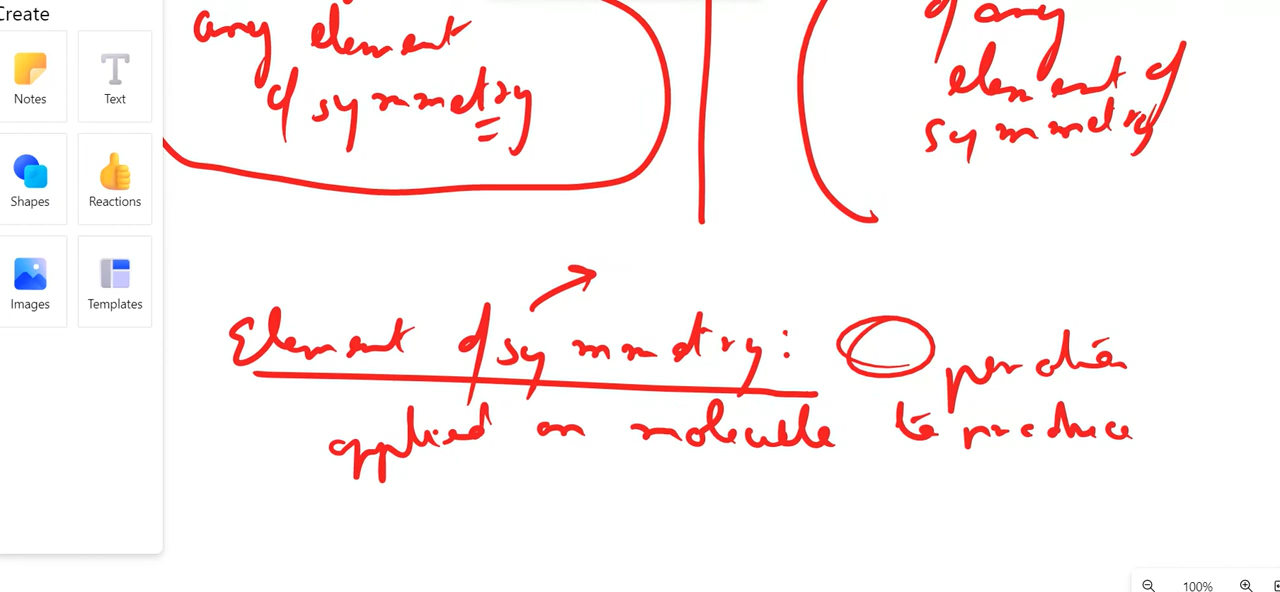 Create
Notes
Text
Shapes
Reactions
Images
Templates
any element
of symmetry
of any
element of
symmetry
Element of symmetry: Operation
applied on molecule to produce
100%